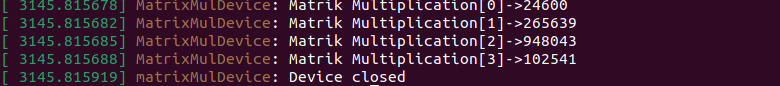 [ 3145.815678] MatrixMulDevice: Matrik Multiplication[0]->24600
[ 3145.815682] MatrixMulDevice: Matrik Multiplication[1]->265639
[ 3145.815685] MatrixMulDevice: Matrik Multiplication[2]->948043
[ 3145.815688] MatrixMulDevice: Matrik Multiplication[3]->102541
[ 3145.815919] matrixMulDevice: Device closed